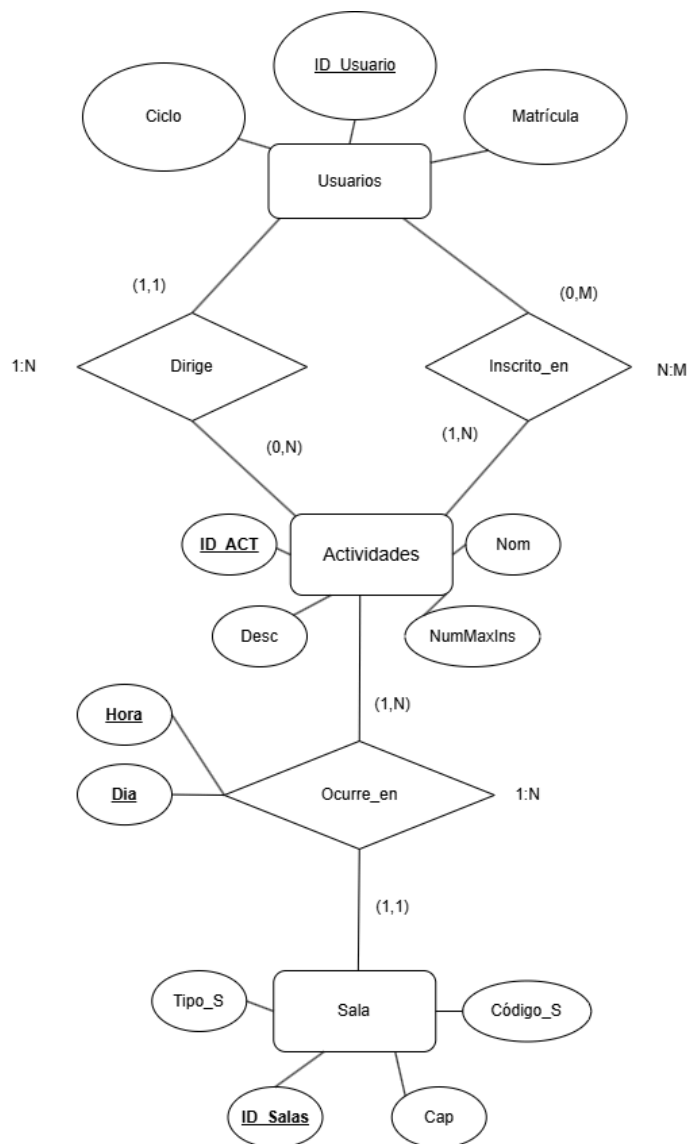 ID_Usuario
Ciclo
Matrícula
Usuarios
(1,1)
(0,M)
1:N
Dirige
Inscrito_en
N:M
(0,N)
(1,N)
ID_ACT
Actividades
Nom
Desc
NumMaxIns
(1,N)
Hora
Dia
Ocurre_en
1:N
(1,1)
Tipo_S
Sala
Código_S
ID_Salas
Cap